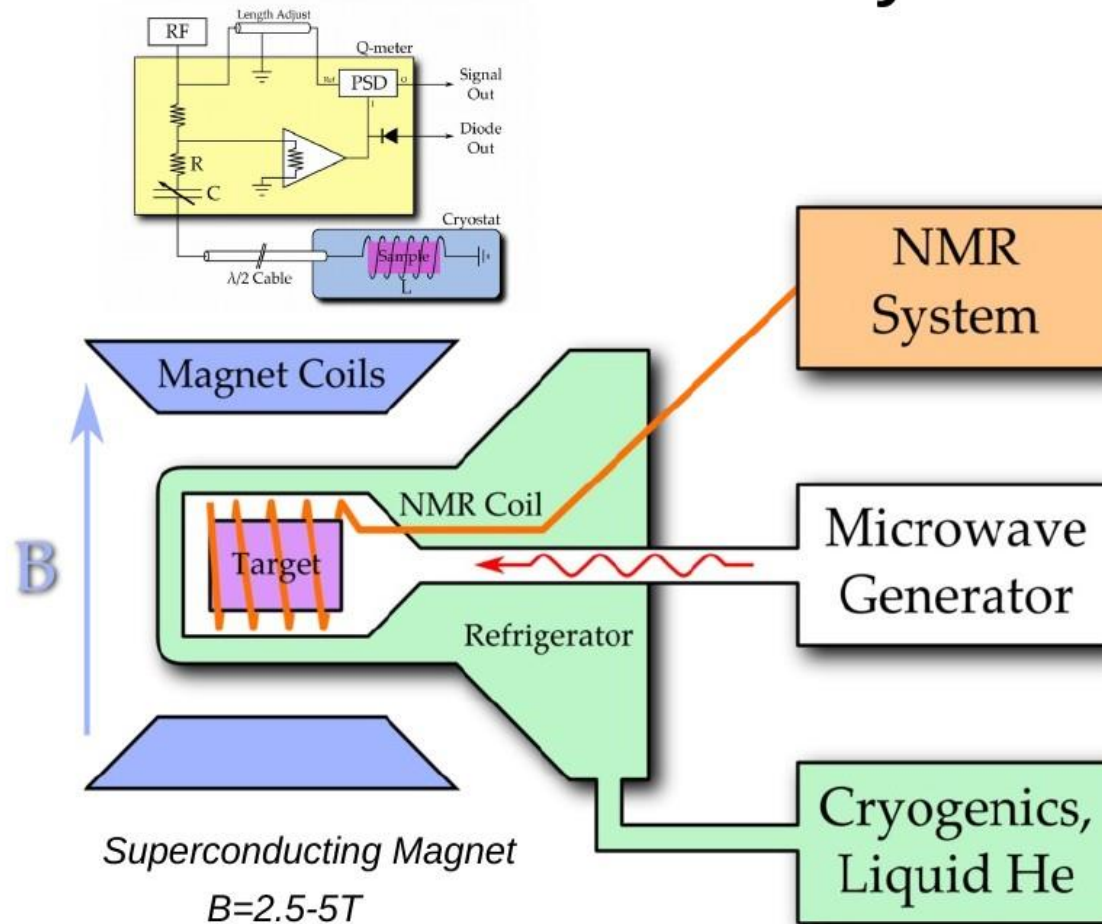 RF
Length Adjust
Q-meter
Ref
PSD
O
I
Signal
Out
Diode
Out
R
C
Cryostat
Sample
L
λ/2 Cable
NMR
System
Magnet Coils
NMR Coil
B
Target
Microwave
Generator
Refrigerator
Cryogenics,
Liquid He
Superconducting Magnet
B=2.5-5T